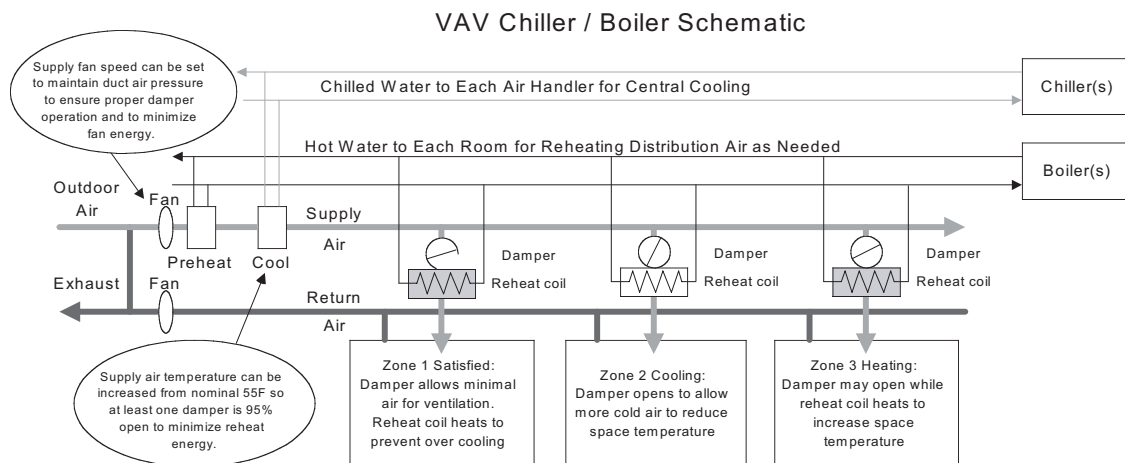 VAV Chiller / Boiler Schematic
Supply fan speed can be set
to maintain duct air pressure
to ensure proper damper
operation and to minimize
fan energy.
Chilled Water to Each Air Handler for Central Cooling
Chiller(s)
Hot Water to Each Room for Reheating Distribution Air as Needed
Boiler(s)
Outdoor
Air
Fan
Supply
Air
Preheat
Cool
Damper
Reheat coil
Damper
Reheat coil
Damper
Reheat coil
Exhaust
Fan
Return
Air
Supply air temperature can be
increased from nominal 55F so
at least one damper is 95%
open to minimize reheat
energy.
Zone 1 Satisfied:
Damper allows minimal
air for ventilation.
Reheat coil heats to
prevent over cooling
Zone 2 Cooling:
Damper opens to allow
more cold air to reduce
space temperature
Zone 3 Heating:
Damper may open while
reheat coil heats to
increase space
temperature